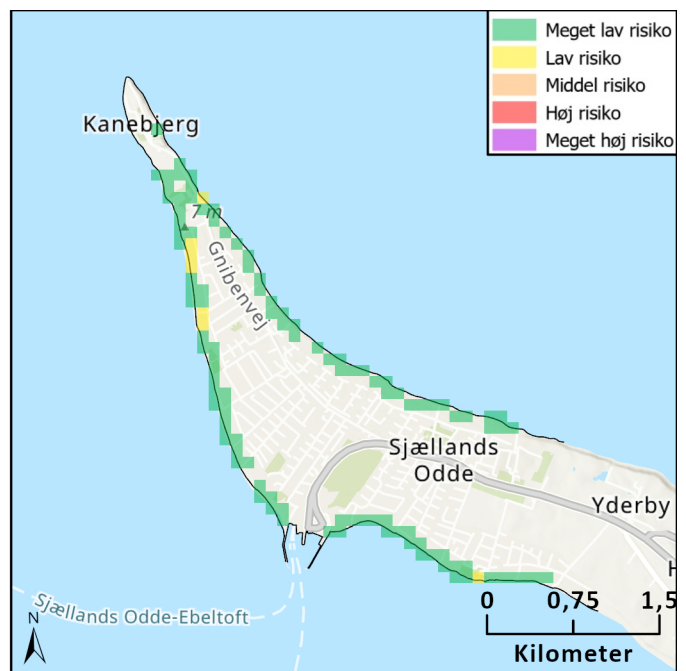 Meget lav risiko
Lav risiko
Middel risiko
Høj risiko
Meget høj risiko
Kanebjerg
7 m
Gnibenvej
Sjællands
Odde
Yderby
H
Sjællands Odde-Ebeltoft
N
0 0,75 1,5
Kilometer